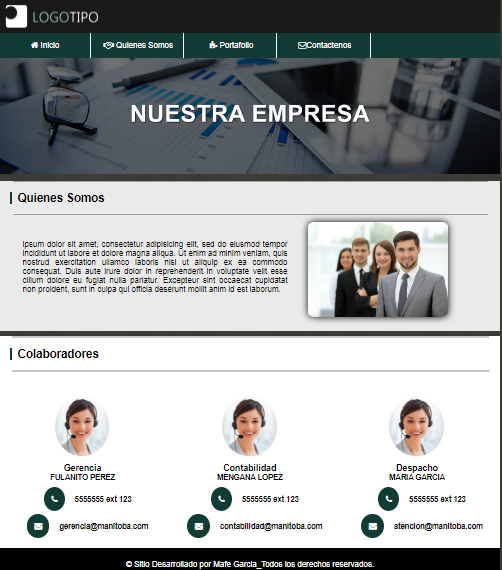 LOGOTIPO
Inicio
Quienes Somos
Portafolio
Contactenos
NUESTRA EMPRESA
Quienes Somos
Ipsum dolor sit amet, consectetur adipisicing elit, sed do eiusmod tempor
incididunt ut labore et dolore magna aliqua. Ut enim ad minim veniam, quis
nostrud exercitation ullamco laboris nisi ut aliquip ex ea commodo
consequat. Duis aute irure dolor in reprehenderit in voluptate velit esse
cillum dolore eu fugiat nulla pariatur. Excepteur sint occaecat cupidatat
non proident, sunt in culpa qui officia deserunt mollit anim id est laborum.
Colaboradores
Gerencia
FULANITO PEREZ
5555555 ext 123
gerencia@manitoba.com
Contabilidad
MENGANA LOPEZ
5555555 ext 123
contabilidad@manitoba.com
Despacho
MARIA GARCIA
5555555 ext 123
atencion@manitoba.com
© Sitio Desarrollado por Mafe Garcia_Todos los derechos reservados.